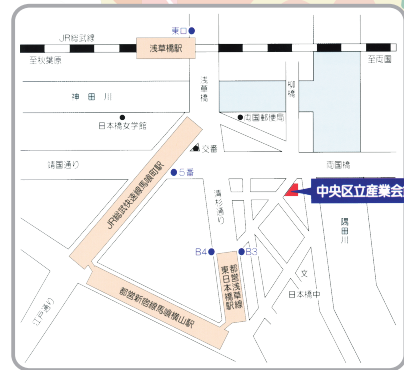 東口
JR総武線
浅草橋駅
至秋葉原
至両国
浅草橋
柳橋
神田川
両国郵便局
日本橋女学館
交番
靖国通り
両国橋
5番
JR総武快速線馬喰町駅
清杉通り
中央区立産業会
隅田川
B4
B3
都営浅草線
東日本橋駅
文
日本橋中
都営新宿線馬喰横山駅
江戸通り